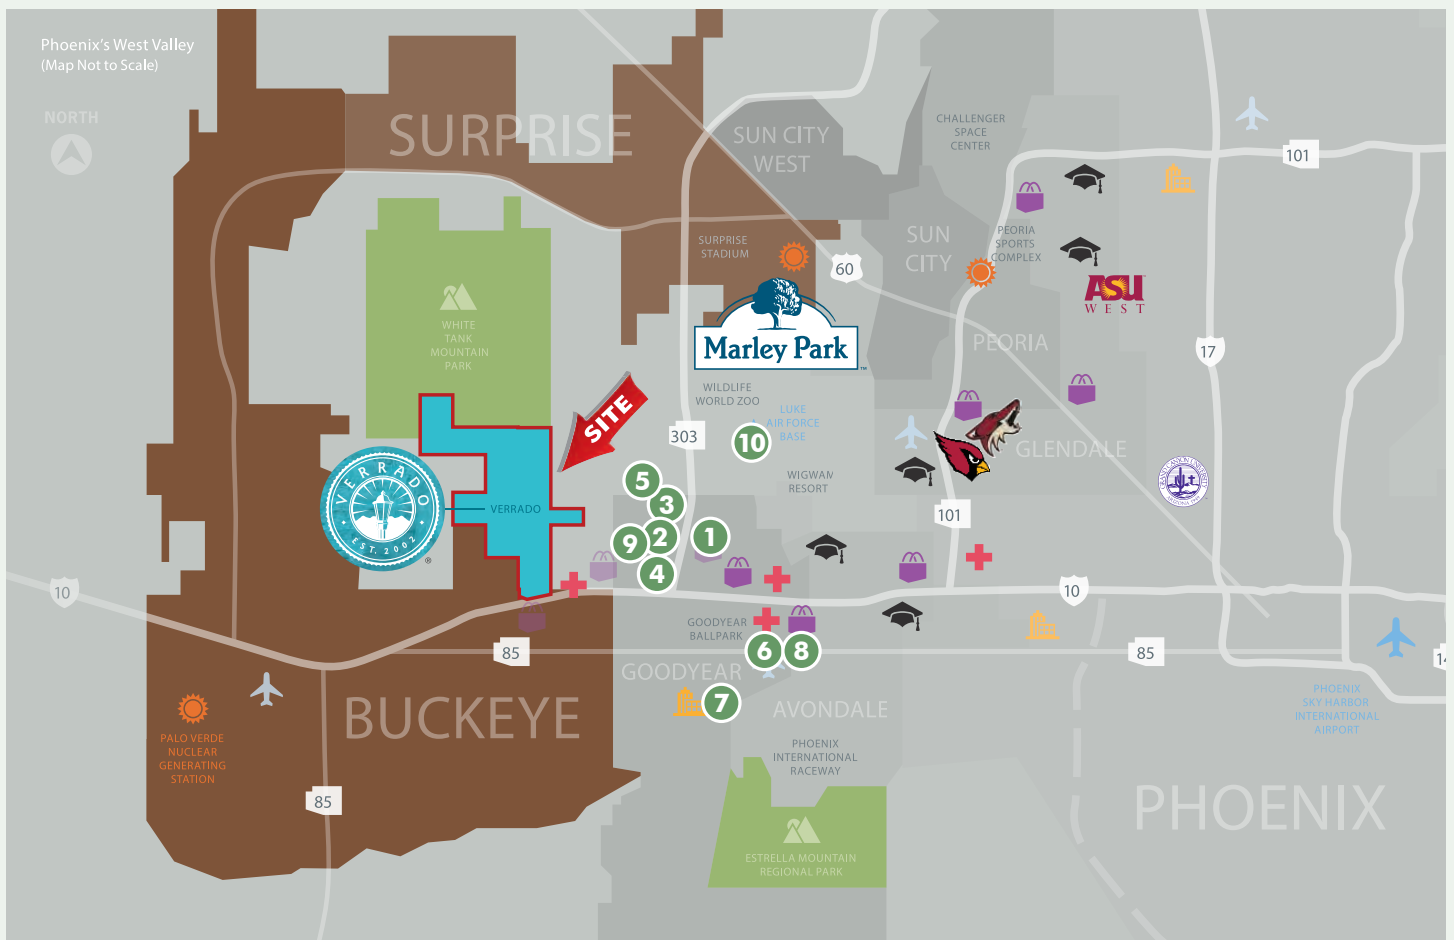 Phoenix's West Valley
(Map Not to Scale)
NORTH
SURPRISE
SUN CITY
WEST
CHALLENGER
SPACE
CENTER
101
SURPRISE
STADIUM
60
SUN
CITY
PEORIA
SPORTS
COMPLEX
ASU
WEST
WHITE
TANK
MOUNTAIN
PARK
Marley Park
™
PEORIA
17
WILDLIFE
WORLD ZOO
LUKE
AIR FORCE
BASE
SITE
303
10
GLENDALE
WIGWAM
RESORT
5
3
VERRADO
EST. 2002
®
VERRADO
GRAND CANYON UNIVERSITY
101
9
2
1
4
10
10
GOODYEAR
BALLPARK
85
6
8
85
GOODYEAR
7
AVONDALE
BUCKEYE
PALO VERDE
NUCLEAR
GENERATING
STATION
PHOENIX
INTERNATIONAL
RACEWAY
PHOENIX
SKY HARBOR
INTERNATIONAL
AIRPORT
85
PHOENIX
ESTRELLA MOUNTAIN
REGIONAL PARK